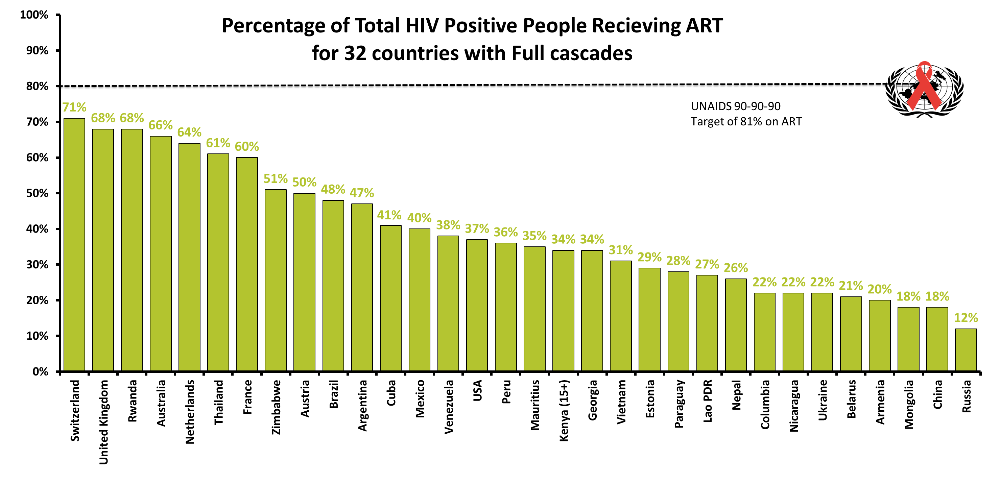 Percentage of Total HIV Positive People Recieving ART
for 32 countries with Full cascades
100%
90%
80%
70%
60%
50%
40%
30%
20%
10%
0%
UNAIDS 90-90-90
Target of 81% on ART
71%
68%
68%
66%
64%
61%
60%
51%
50%
48%
47%
41%
40%
38%
37%
36%
35%
34%
34%
31%
29%
28%
27%
26%
22%
22%
22%
21%
20%
18%
18%
12%
Switzerland
United Kingdom
Rwanda
Australia
Netherlands
Thailand
France
Zimbabwe
Austria
Brazil
Argentina
Cuba
Mexico
Venezuela
USA
Peru
Mauritius
Kenya (15+)
Georgia
Vietnam
Estonia
Paraguay
Lao PDR
Nepal
Columbia
Nicaragua
Ukraine
Belarus
Armenia
Mongolia
China
Russia